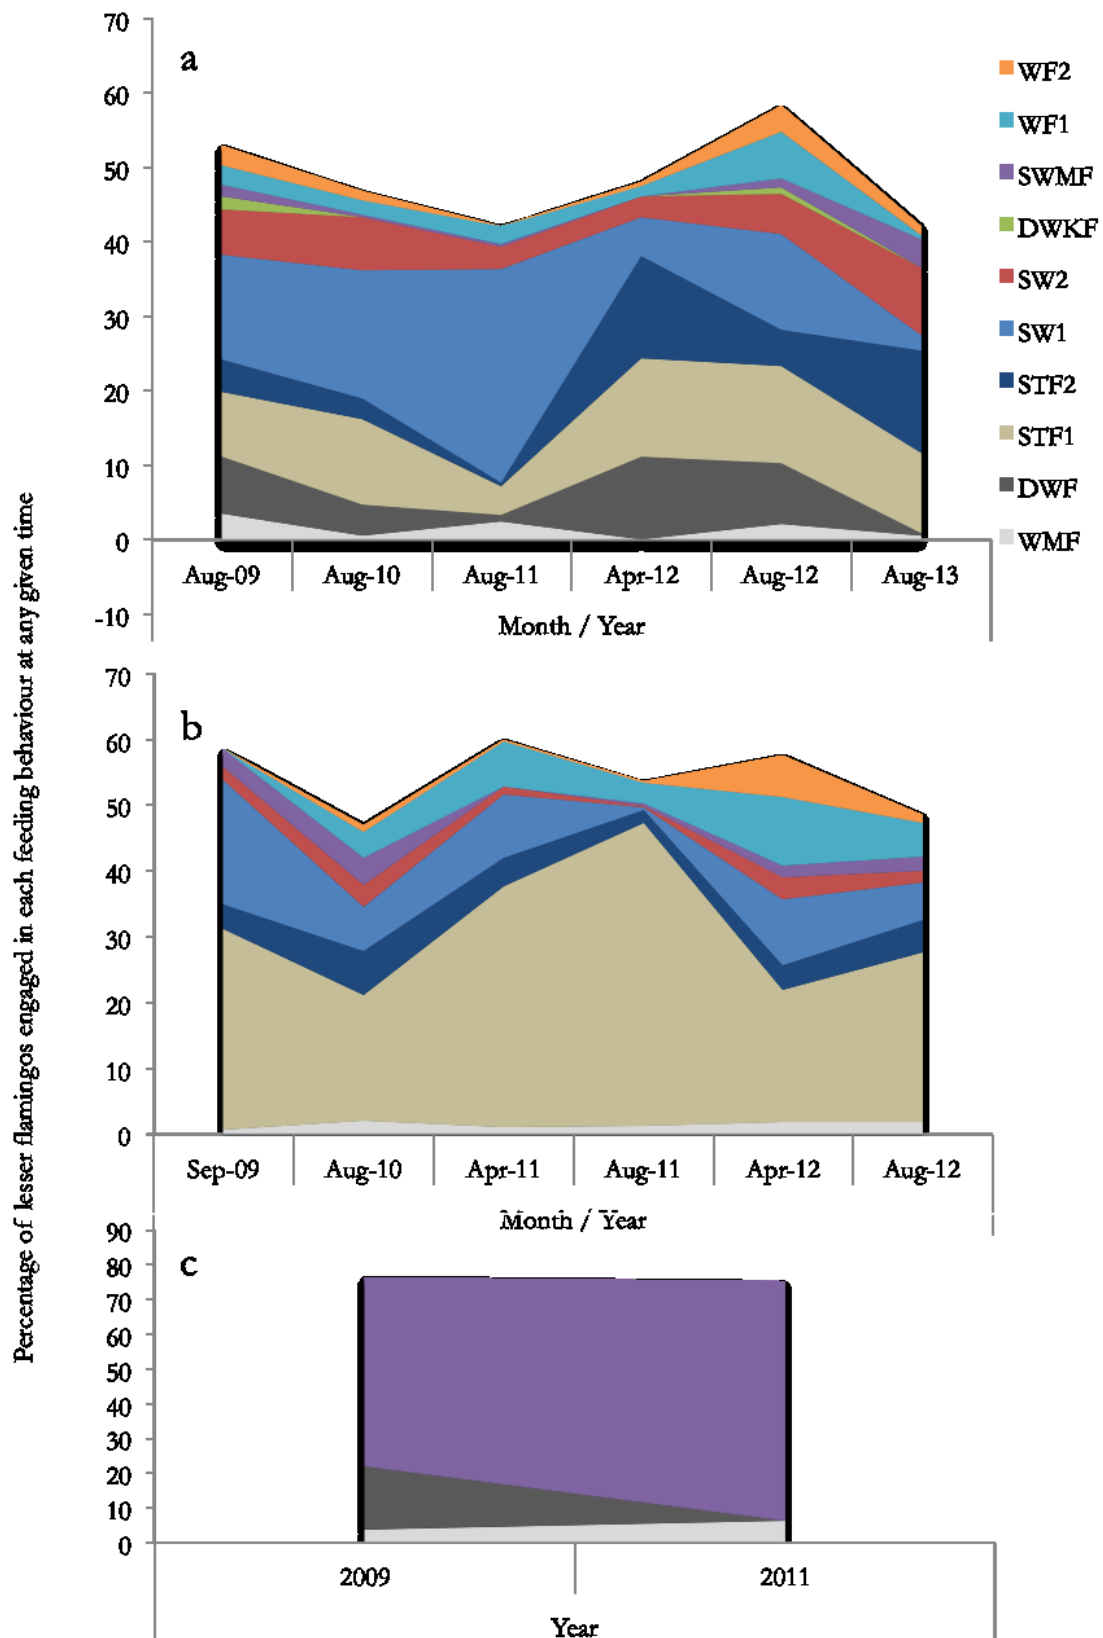 Percentage of lesser flamingos engaged in each feeding behaviour at any given time
a
70
60
50
40
30
20
10
0
-10
Aug-09 Aug-10 Aug-11 Apr-12 Aug-12 Aug-13
Month / Year
WF2
WF1
SWMF
DWKF
SW2
SW1
STF2
STF1
DWF
WMF
b
70
60
50
40
30
20
10
0
Sep-09 Aug-10 Apr-11 Aug-11 Apr-12 Aug-12
Month / Year
c
90
80
70
60
50
40
30
20
10
0
2009 2011
Year